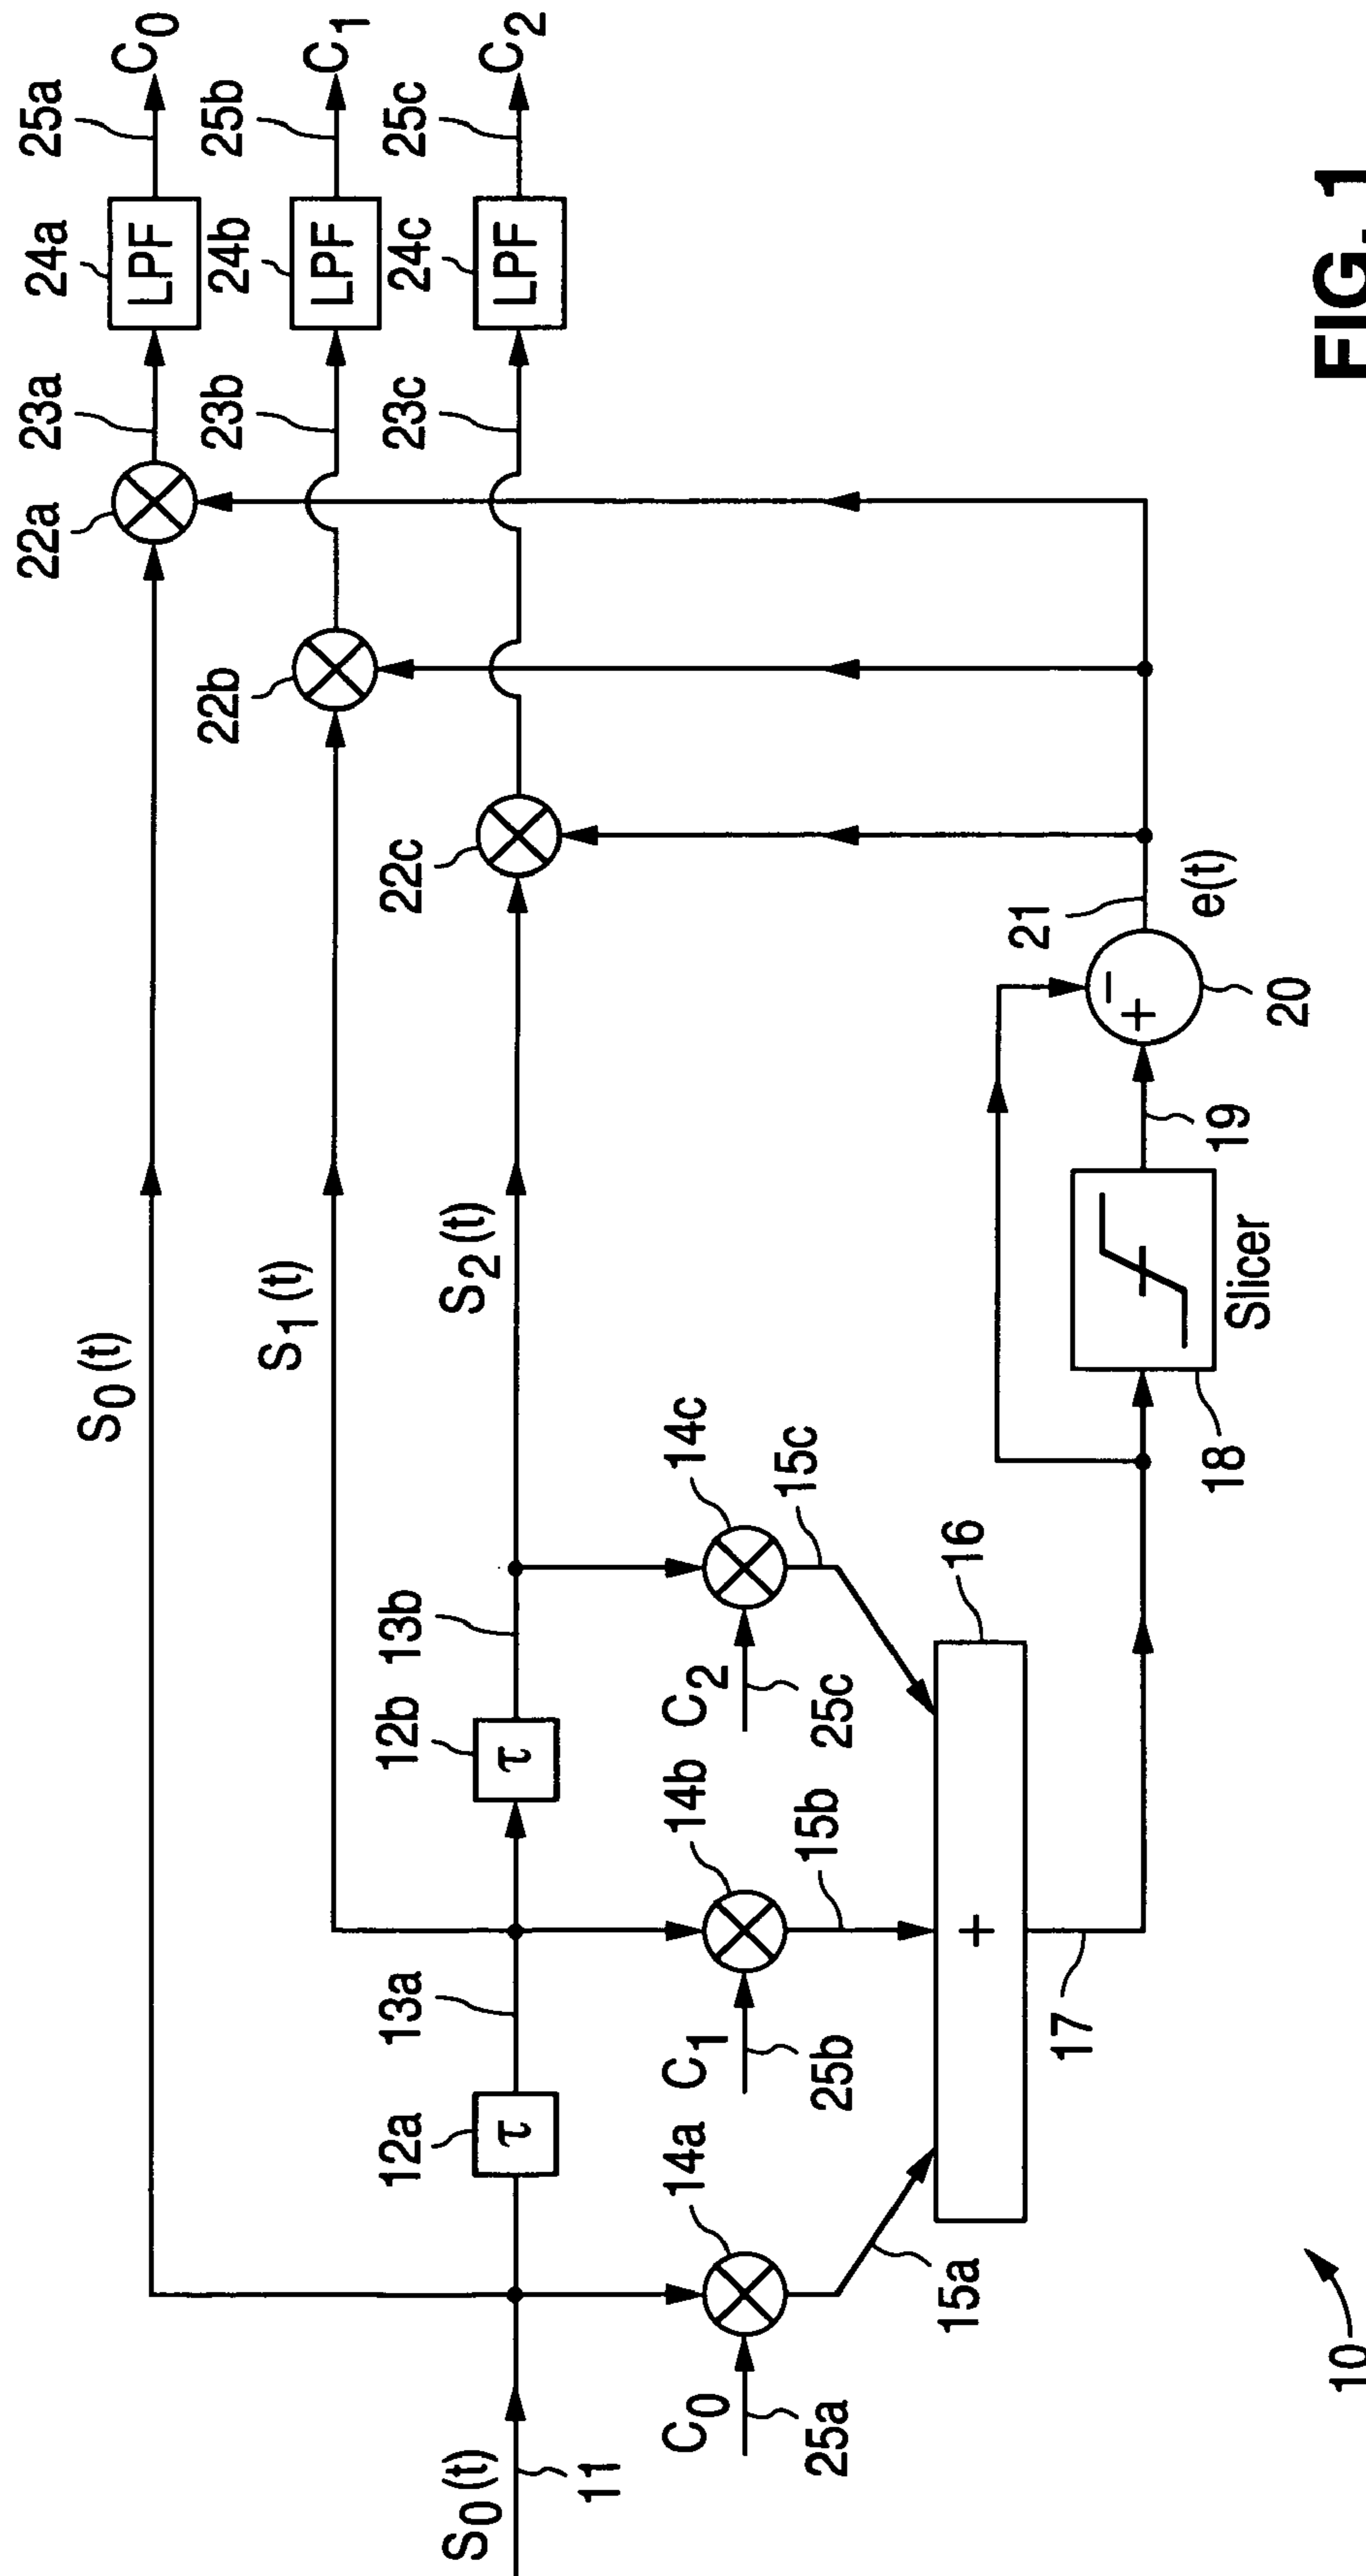 S0(t)
11
12a
τ
13a
12b
τ
13b
S0(t)
S1(t)
S2(t)
C0
25a
14a
15a
C1
25b
14b
15b
C2
25c
14c
15c
16
+
17
18
Slicer
19
+
−
20
21
e(t)
22a
22b
22c
23a
23b
23c
24a
LPF
24b
LPF
24c
LPF
25a
C0
25b
C1
25c
C2
10
FIG. 1